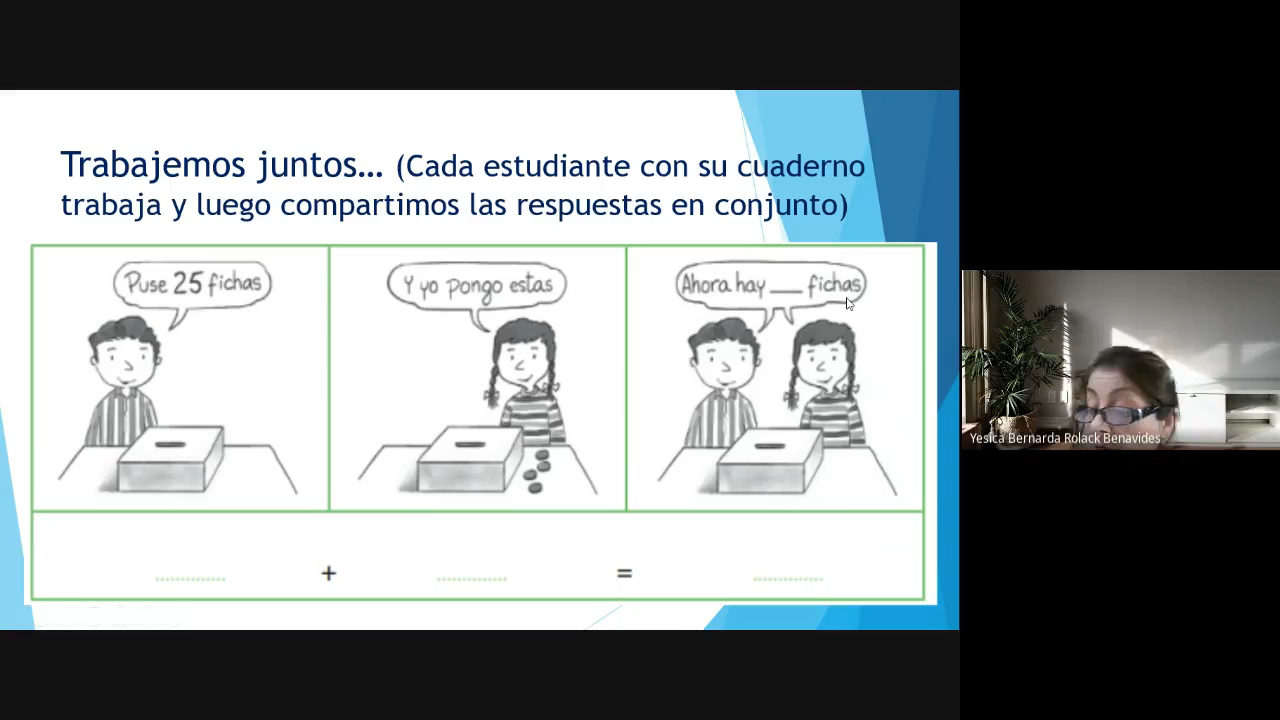 Trabajemos juntos... (Cada estudiante con su cuaderno
trabaja y luego compartimos las respuestas en conjunto)
Puse 25 fichas
Y yo pongo estas
Ahora hay ___ fichas
.............. + .............. = ..............
Yesica Bernarda Rolack Benavides